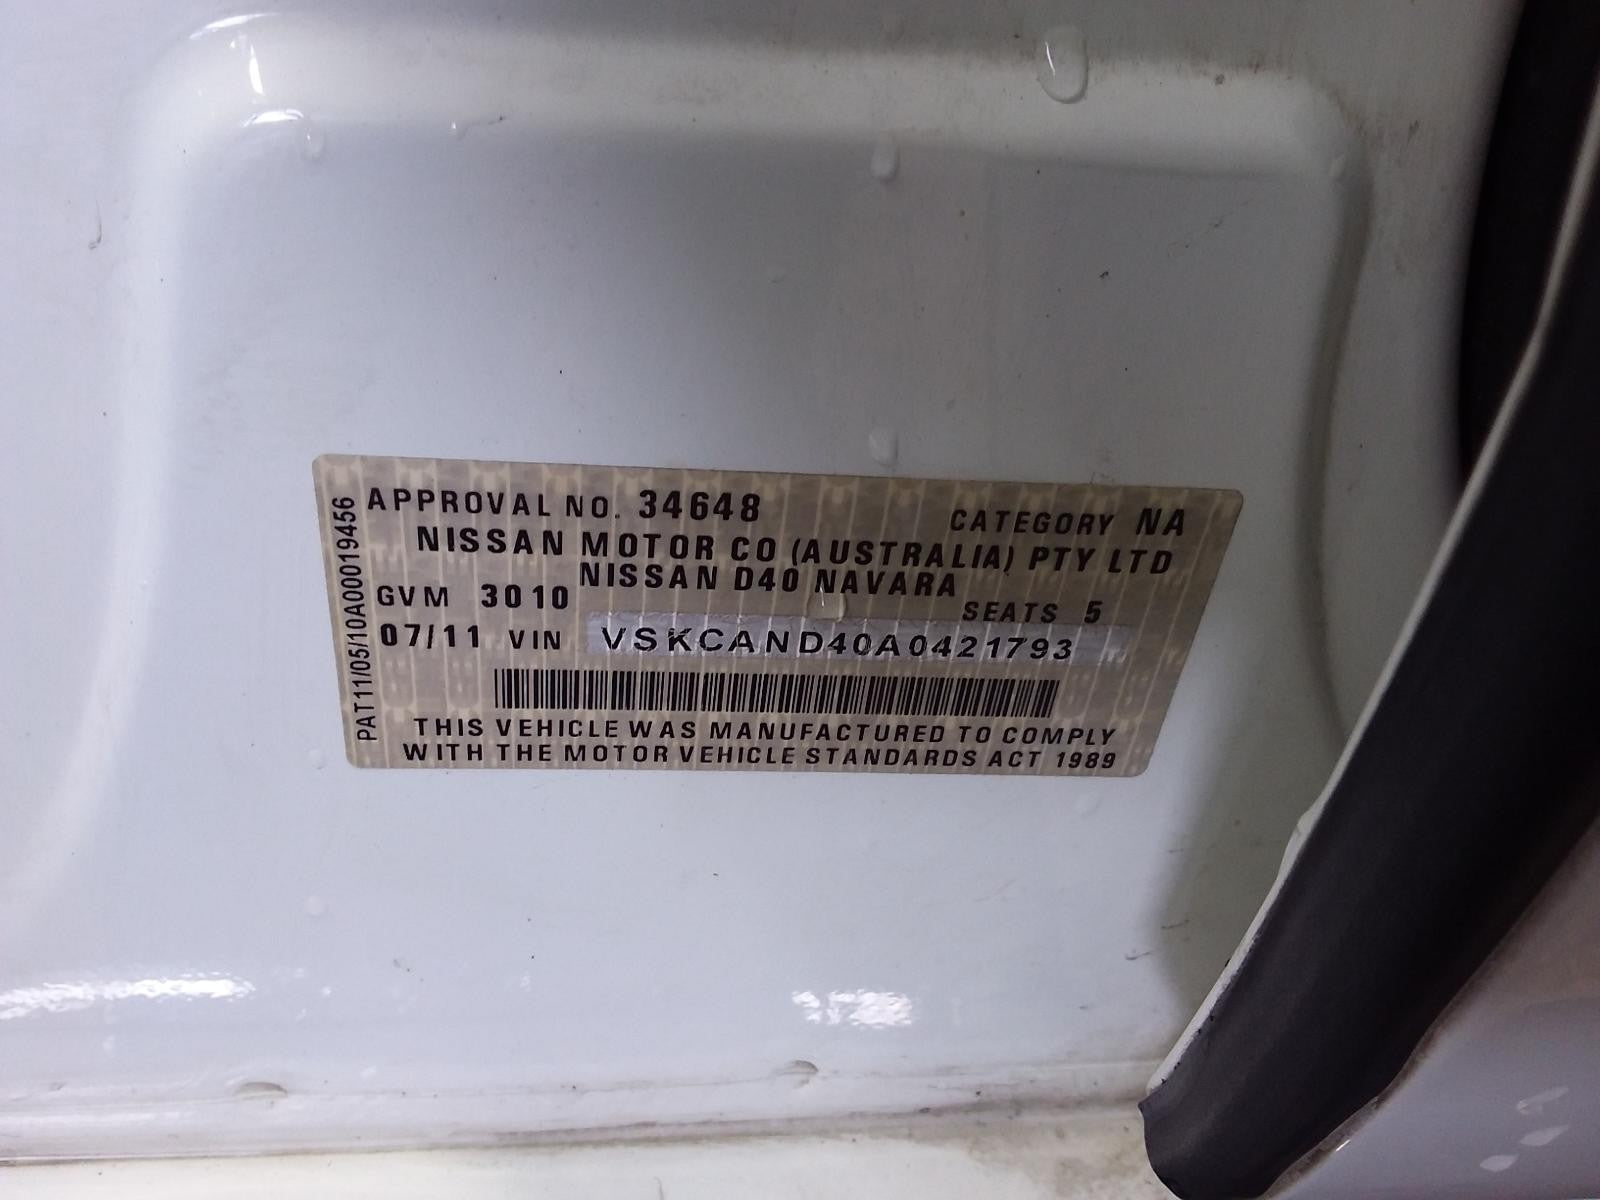 APPROVAL NO. 34648 CATEGORY NA
NISSAN MOTOR CO (AUSTRALIA) PTY LTD
NISSAN D40 NAVARA
GVM 3010 SEATS 5
07/11 VIN VSKCAND40A0421793
THIS VEHICLE WAS MANUFACTURED TO COMPLY
WITH THE MOTOR VEHICLE STANDARDS ACT 1989
PAT11/05/10A00019456